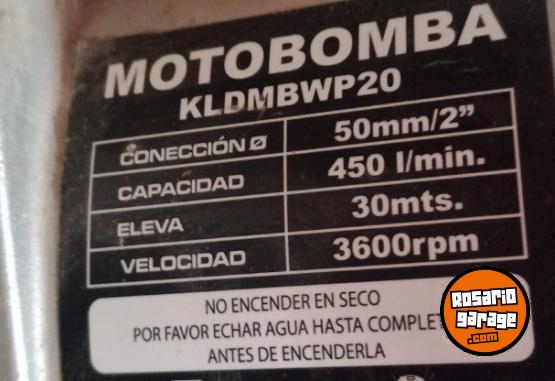 MOTOBOMBA
KLDMBWP20
CONECCIÓN Ø 50mm/2”
CAPACIDAD 450 l/min.
ELEVA 30mts.
VELOCIDAD 3600rpm
NO ENCENDER EN SECO
POR FAVOR ECHAR AGUA HASTA COMPLET
ANTES DE ENCENDERLA
Rosario
garage
.com